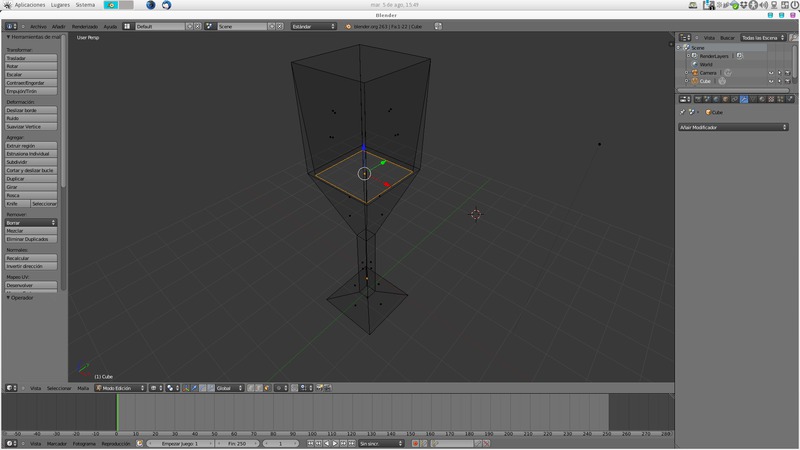 Aplicaciones Lugares Sistema
mar 5 de ago, 15:49
Blender
Archivo Añadir Renderizado Ayuda
Default
Scene
Estándar
blender.org 263 | Fa:1-22 | Cube
Herramientas de mal
Transformar:
Trasladar
Rotar
Escalar
Contraer/Engordar
Empujón/Tirón
Deformación:
Deslizar borde
Ruido
Suavizar Vértice
Agregar:
Extruir región
Extrusiona Individual
Subdividir
Cortar y deslizar bucle
Duplicar
Girar
Rosca
Knife Seleccionar
Remover:
Borrar
Mezclar
Eliminar Duplicados
Normales:
Recalcular
Invertir dirección
Mapeo UV:
Desenvolver
Operador
User Persp
(1) Cube
Vista Buscar Todas las Escena
Scene
RenderLayers
World
Camera
Cube
Cube
Añair Modificador
Vista Seleccionar Malla
Modo Edición
Global
-50 -40 -30 -20 -10 0 10 20 30 40 50 60 70 80 90 100 110 120 130 140 150 160 170 180 190 200 210 220 230 240 250 260 270 280
Vista Marcador Fotograma Reproducción
Empezar juego: 1
Fin: 250
1
Sin sinc